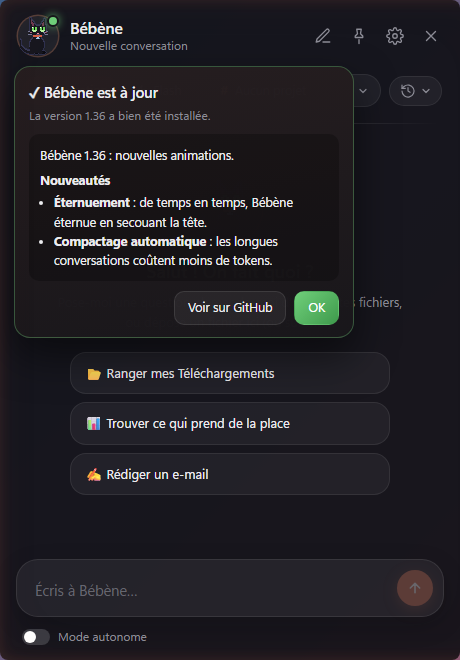 Bébène
Nouvelle conversation
✓ Bébène est à jour
La version 1.36 a bien été installée.
Bébène 1.36 : nouvelles animations.
Nouveautés
• Éternuement : de temps en temps, Bébène
éternue en secouant la tête.
• Compactage automatique : les longues
conversations coûtent moins de tokens.
Voir sur GitHub
OK
fichiers,
Ranger mes Téléchargements
Trouver ce qui prend de la place
Rédiger un e-mail
Écris à Bébène...
Mode autonome